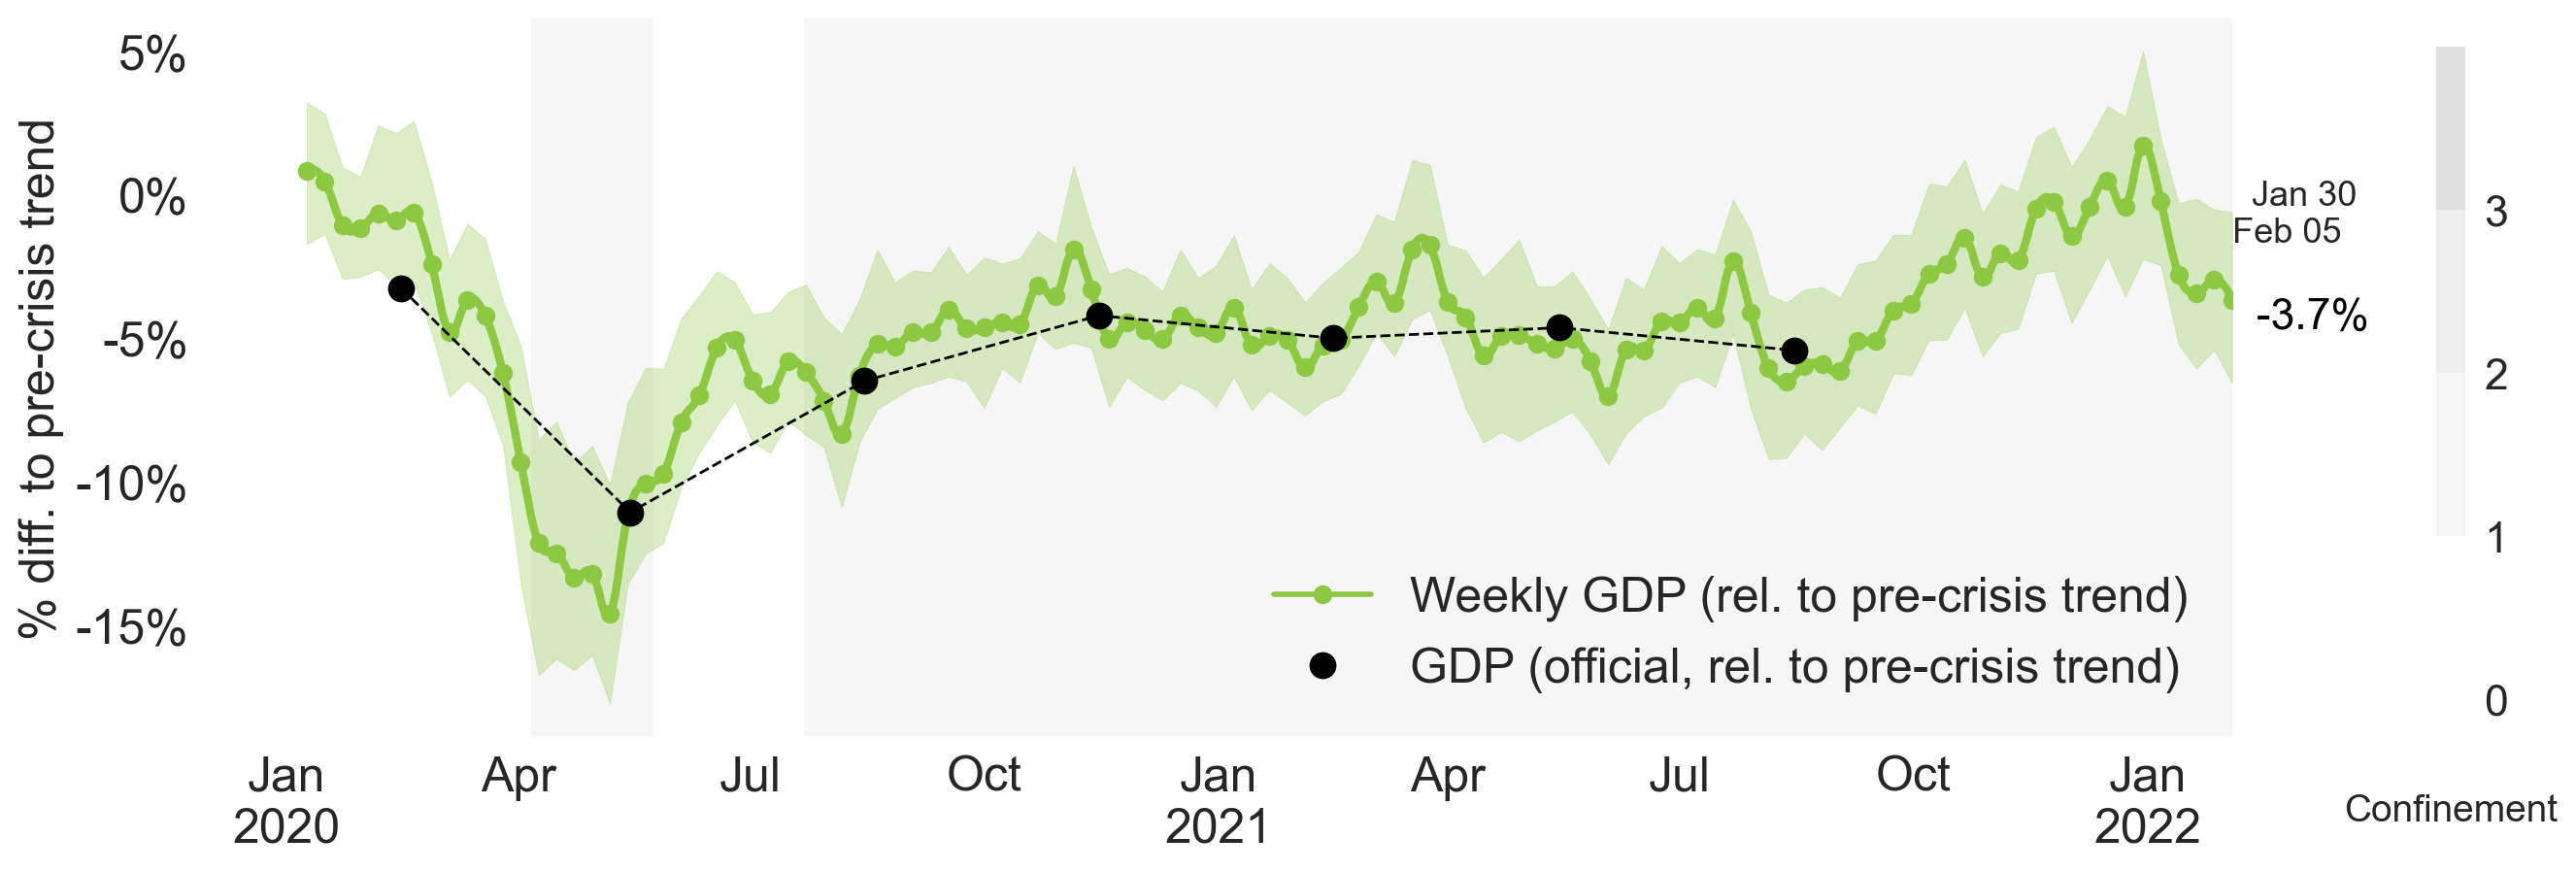 % diff. to pre-crisis trend
5%
0%
-5%
-10%
-15%
Jan 30
Feb 05
-3.7%
Weekly GDP (rel. to pre-crisis trend)
GDP (official, rel. to pre-crisis trend)
Jan Apr Jul Oct Jan Apr Jul Oct Jan
2020 2021 2022
3
2
1
0
Confinement